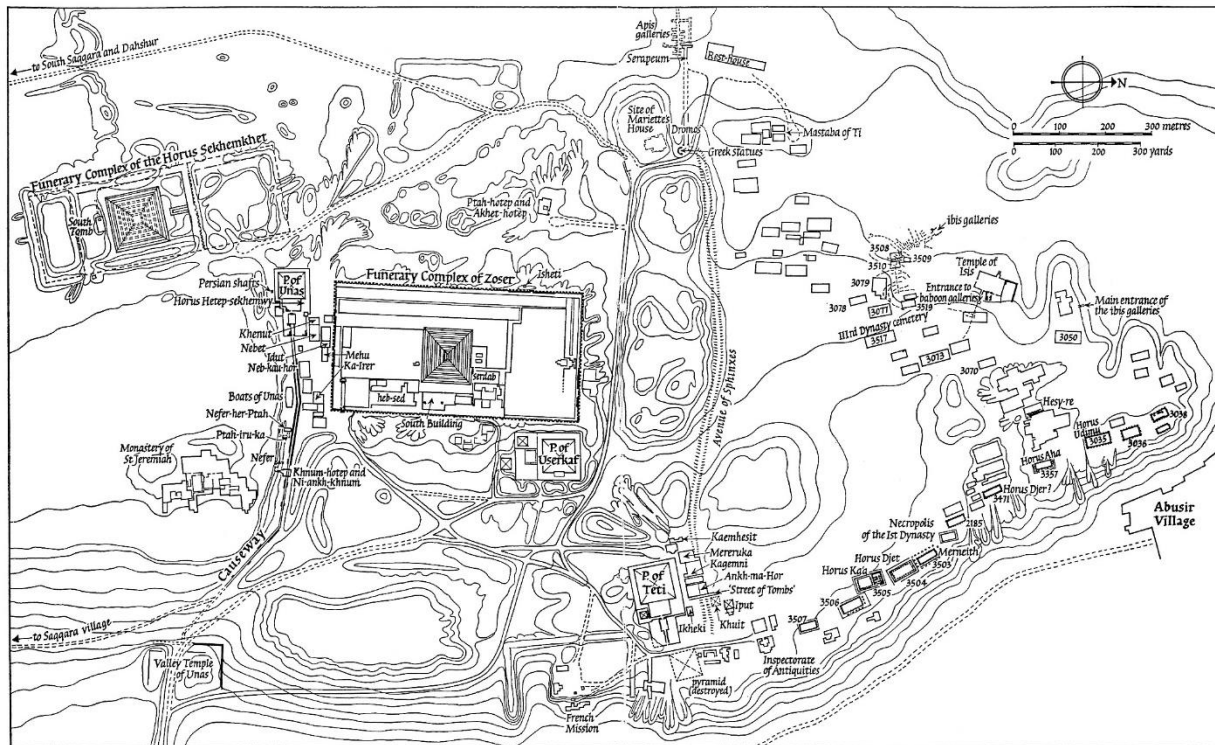 to South Saqqara and Dahshur
Apis
galleries
Serapeum
Rest-house
N
0 100 200 300 metres
0 100 200 300 yards
Site of
Mariette's
House
Dromos
Greek statues
Mastaba of Ti
Funerary Complex of the Horus Sekhemkhet
South
Tomb
Ptah-hotep and
Akhet-hotep
ibis galleries
3508
3510
3509
Temple of
Isis
Persian shafts
P. of
Unas
Funerary Complex of Zoser
Isheti
3079
Entrance to
baboon galleries
Main entrance of
the ibis galleries
Horus Hetep-sekhemwy
3078
3077
3519
IIIrd Dynasty cemetery
3517
3050
Khenut
Nebet
Idut
Neb-kau-hor
Mehu
Ka-irer
3013
3070
serdab
heb-sed
South Building
Boats of Unas
Nefer-her-Ptah
Ptah-iru-ka
Avenue of Sphinxes
Hesy-re
Horus
Udimu
3035
3036
3038
Monastery of
St Jeremiah
Nefer
Khnum-hotep and
Ni-ankh-khnum
P. of
Userkaf
Horus Aha
3357
Horus Djer?
3471
Abusir
Village
Causeway
2185
Necropolis
of the Ist Dynasty
Kaemhesit
Mereruka
Kagemni
Ankh-ma-Hor
'Street of Tombs'
P. of
Teti
Iput
Khuit
Ikheki
Merneith
3503
Horus Djet
3504
Horus Ka'a
3505
3506
3507
to Saqqara village
Valley Temple
of Unas
Inspectorate
of Antiquities
pyramid
(destroyed)
French
Mission